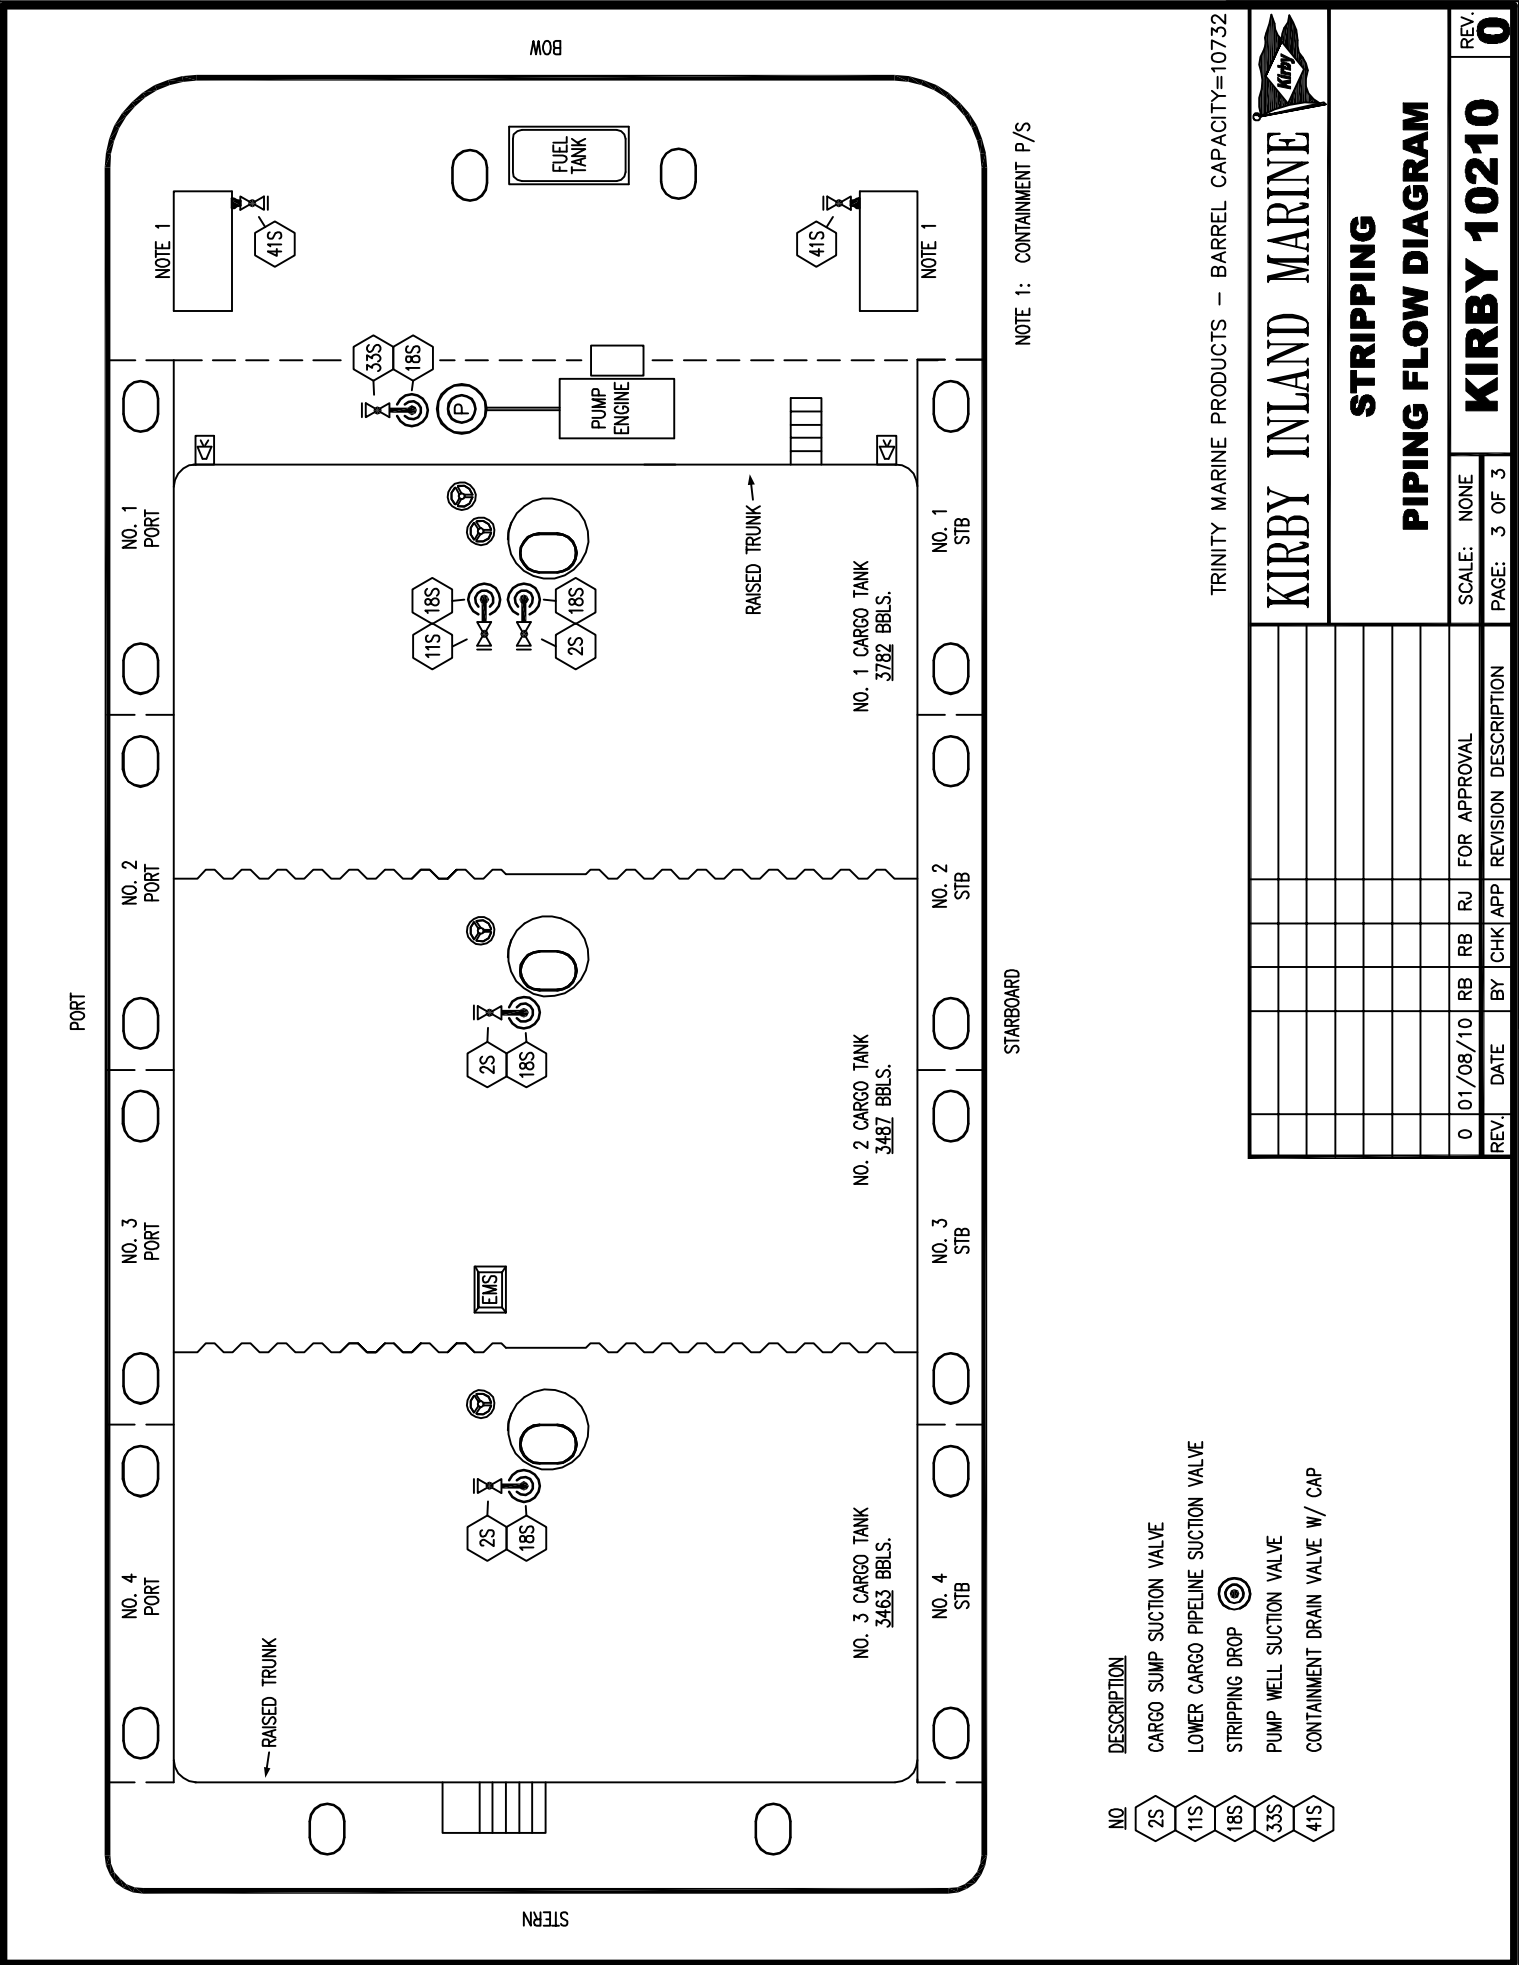 PORT
STERN
BOW
STARBOARD
NO. 4
PORT
NO. 3
PORT
NO. 2
PORT
NO. 1
PORT
NOTE 1
41S
RAISED TRUNK
33S
18S
P
PUMP
ENGINE
FUEL
TANK
11S
18S
2S
18S
2S
18S
EMS
2S
18S
RAISED TRUNK
41S
NOTE 1
NO. 3 CARGO TANK
3463 BBLS.
NO. 2 CARGO TANK
3487 BBLS.
NO. 1 CARGO TANK
3782 BBLS.
NO. 4
STB
NO. 3
STB
NO. 2
STB
NO. 1
STB
NOTE 1: CONTAINMENT P/S
NO DESCRIPTION
2S CARGO SUMP SUCTION VALVE
11S LOWER CARGO PIPELINE SUCTION VALVE
18S STRIPPING DROP
33S PUMP WELL SUCTION VALVE
41S CONTAINMENT DRAIN VALVE W/ CAP
TRINITY MARINE PRODUCTS – BARREL CAPACITY=10732
KIRBY INLAND MARINE
Kirby
STRIPPING
PIPING FLOW DIAGRAM
0 01/08/10 RB RB RJ FOR APPROVAL
REV. DATE BY CHK APP REVISION DESCRIPTION
SCALE: NONE
PAGE: 3 OF 3
KIRBY 10210
REV.
0